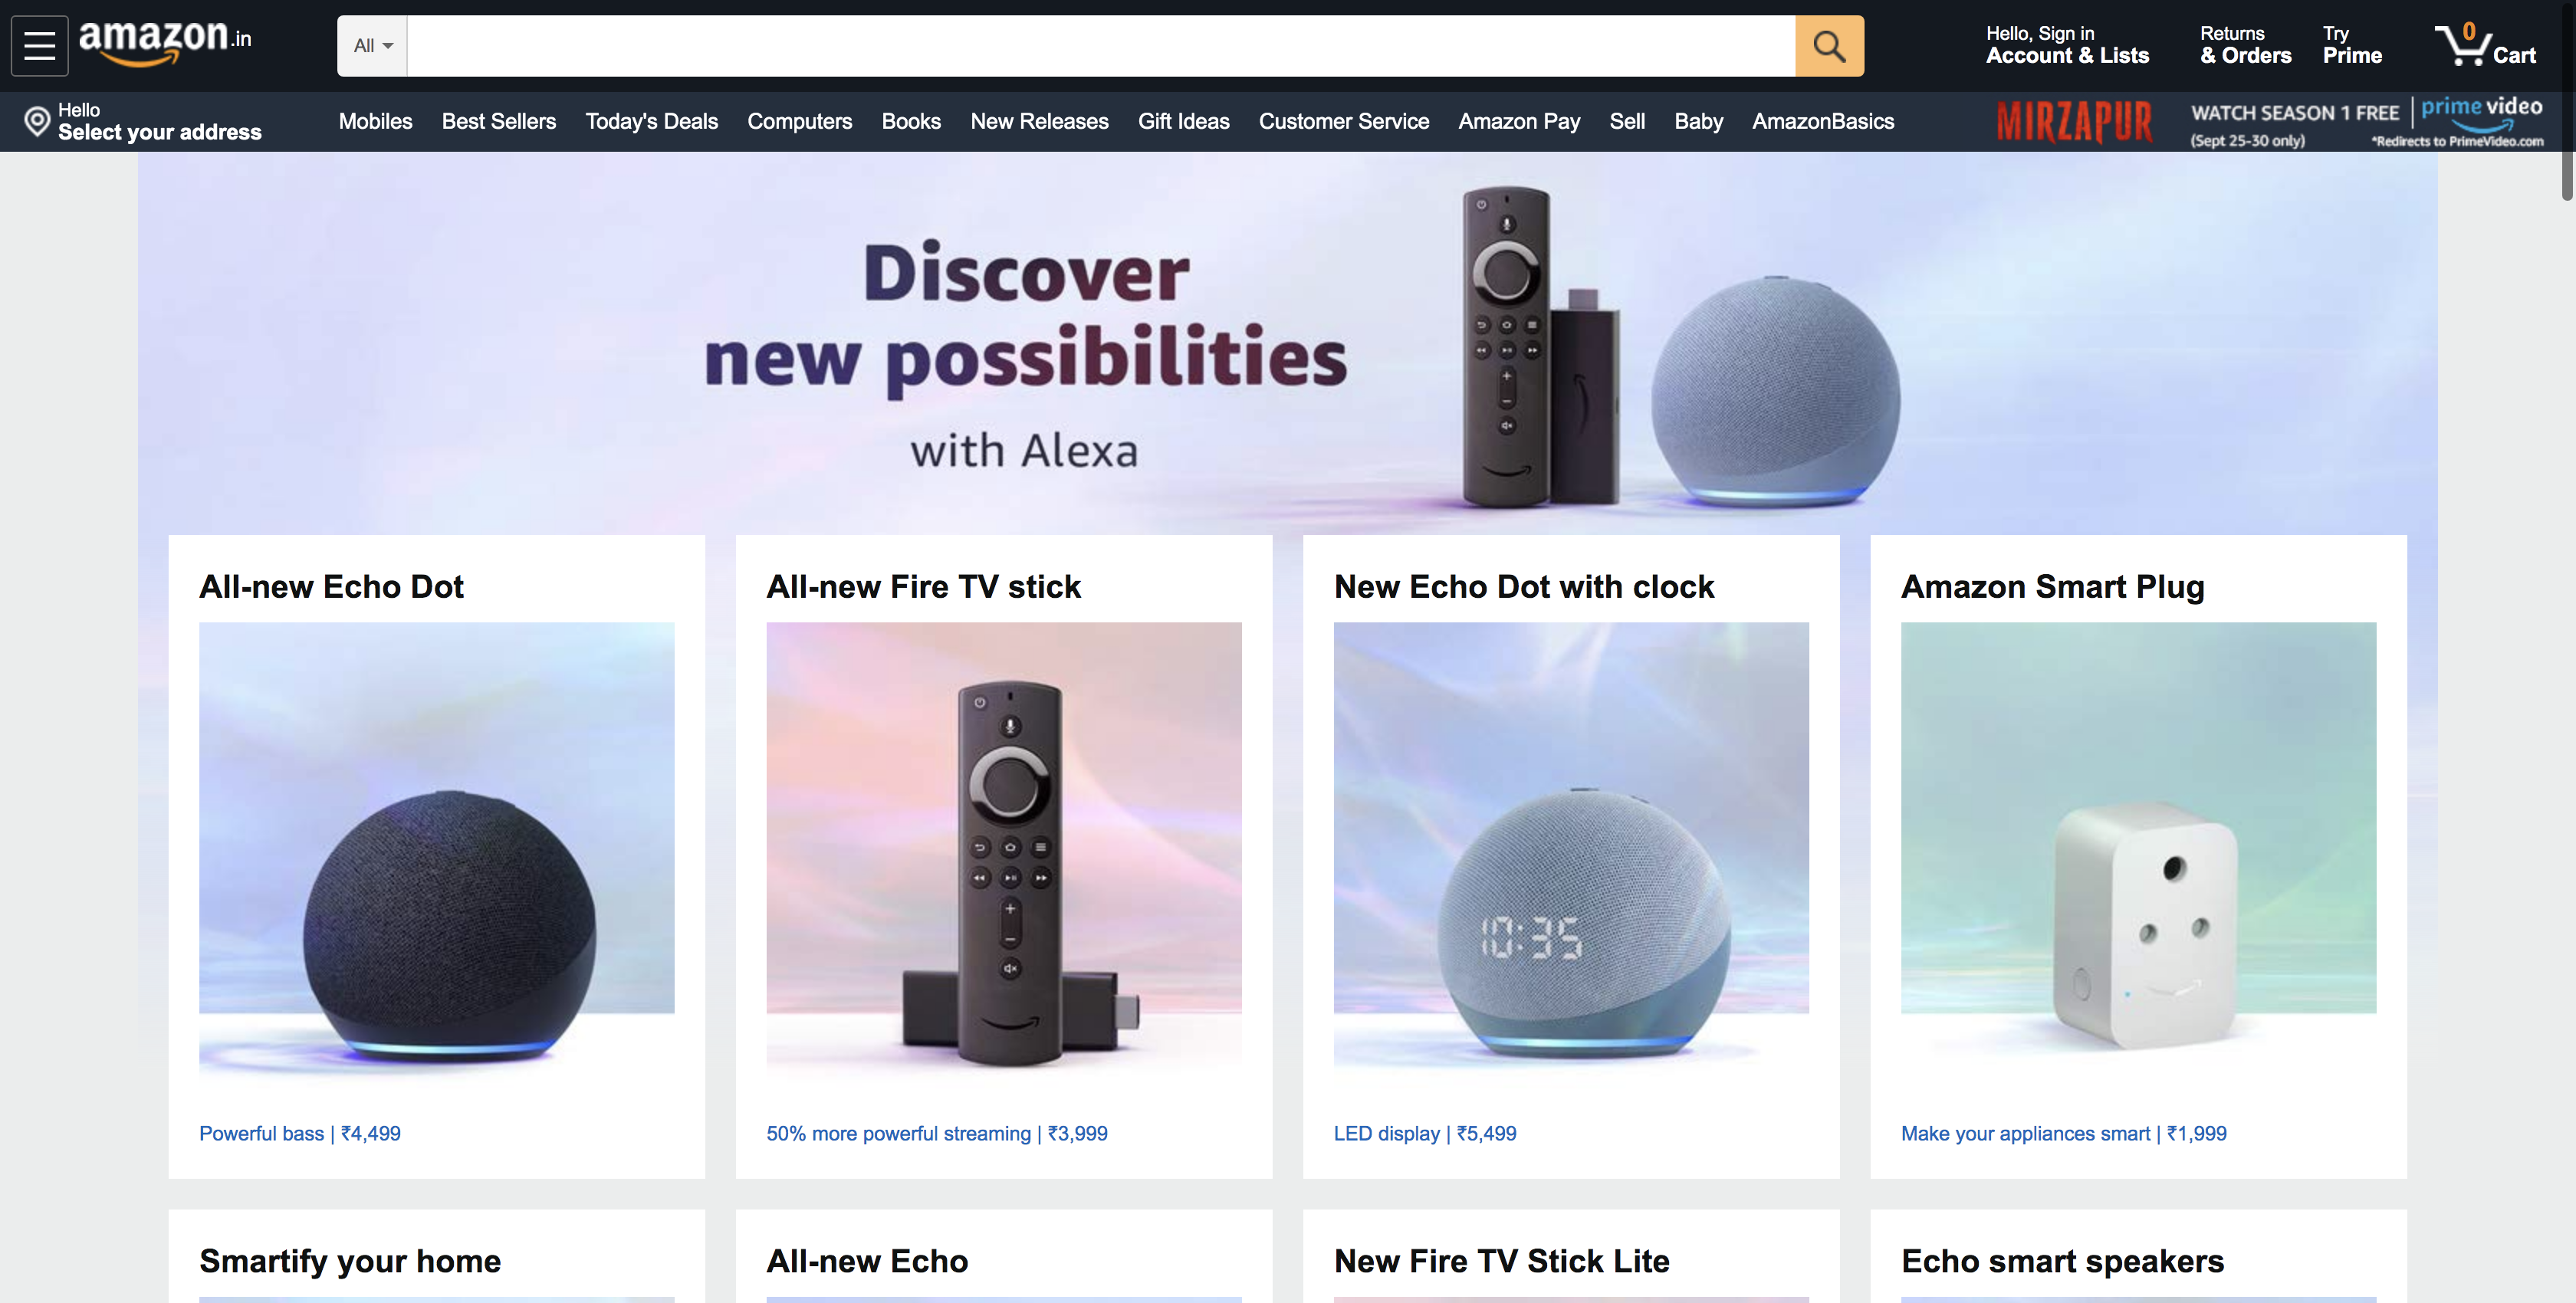 amazon.in
All
Hello, Sign in
Account & Lists
Returns
& Orders
Try
Prime
0
Cart
Hello
Select your address
Mobiles
Best Sellers
Today's Deals
Computers
Books
New Releases
Gift Ideas
Customer Service
Amazon Pay
Sell
Baby
AmazonBasics
MIRZAPUR
WATCH SEASON 1 FREE
(Sept 25-30 only)
prime video
*Redirects to PrimeVideo.com
Discover
new possibilities
with Alexa
All-new Echo Dot
Powerful bass | ₹4,499
All-new Fire TV stick
50% more powerful streaming | ₹3,999
New Echo Dot with clock
10:35
LED display | ₹5,499
Amazon Smart Plug
Make your appliances smart | ₹1,999
Smartify your home
All-new Echo
New Fire TV Stick Lite
Echo smart speakers